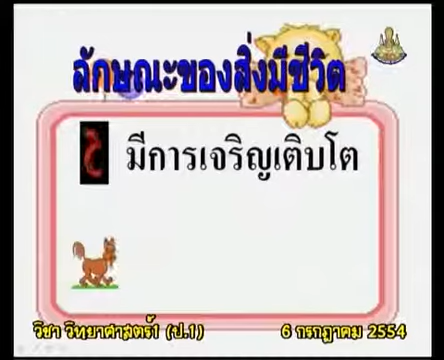 ลักษณะของสิ่งมีชีวิต
มีการเจริญเติบโต
วิชา วิทยาศาสตร์1 (ป.1)
6 กรกฎาคม 2554